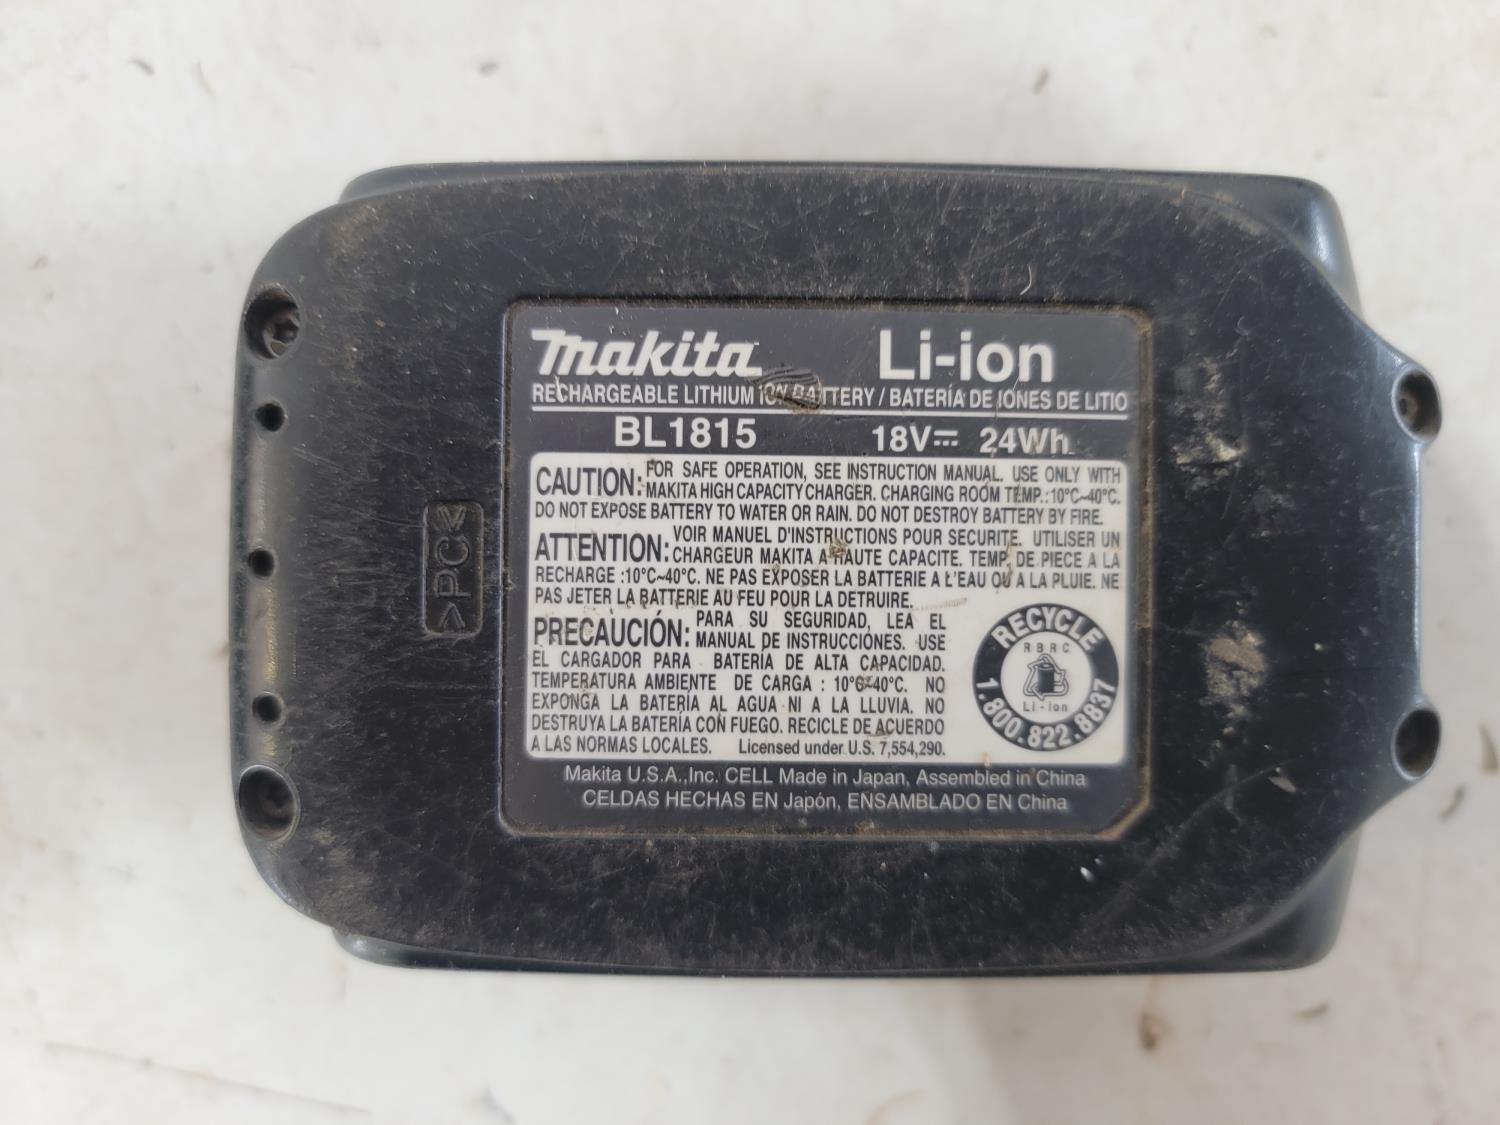 Makita Li-ion
RECHARGEABLE LITHIUM ION BATTERY / BATERÍA DE IONES DE LITIO
BL1815 18V⎓ 24Wh
CAUTION: FOR SAFE OPERATION, SEE INSTRUCTION MANUAL. USE ONLY WITH
MAKITA HIGH CAPACITY CHARGER. CHARGING ROOM TEMP.:10°C~40°C.
DO NOT EXPOSE BATTERY TO WATER OR RAIN. DO NOT DESTROY BATTERY BY FIRE.
ATTENTION: VOIR MANUEL D'INSTRUCTIONS POUR SECURITE. UTILISER UN
CHARGEUR MAKITA A HAUTE CAPACITE. TEMP. DE PIECE A LA
RECHARGE :10°C~40°C. NE PAS EXPOSER LA BATTERIE A L'EAU OU A LA PLUIE. NE
PAS JETER LA BATTERIE AU FEU POUR LA DETRUIRE.
PRECAUCIÓN: PARA SU SEGURIDAD, LEA EL
MANUAL DE INSTRUCCIONES. USE
EL CARGADOR PARA BATERÍA DE ALTA CAPACIDAD.
TEMPERATURA AMBIENTE DE CARGA : 10°C~40°C. NO
EXPONGA LA BATERÍA AL AGUA NI A LA LLUVIA. NO
DESTRUYA LA BATERÍA CON FUEGO. RECICLE DE ACUERDO
A LAS NORMAS LOCALES. Licensed under U.S. 7,554,290.
RECYCLE
RBRC
Li-ion
1.800.822.8837
Makita U.S.A.,Inc. CELL Made in Japan, Assembled in China
CELDAS HECHAS EN Japón, ENSAMBLADO EN China
>PC<